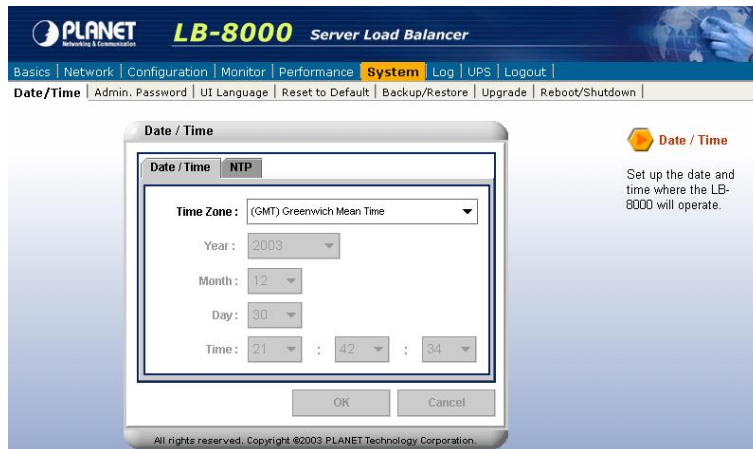 PLANET
Networking & Communication
LB-8000 Server Load Balancer
Basics | Network | Configuration | Monitor | Performance | System | Log | UPS | Logout |
Date/Time | Admin. Password | UI Language | Reset to Default | Backup/Restore | Upgrade | Reboot/Shutdown |
Date / Time
Date / Time NTP
Time Zone : (GMT) Greenwich Mean Time
Year : 2003
Month : 12
Day : 30
Time : 21 : 42 : 34
OK Cancel
All rights reserved. Copyright ©2003 PLANET Technology Corporation.
Date / Time
Set up the date and
time where the LB-
8000 will operate.